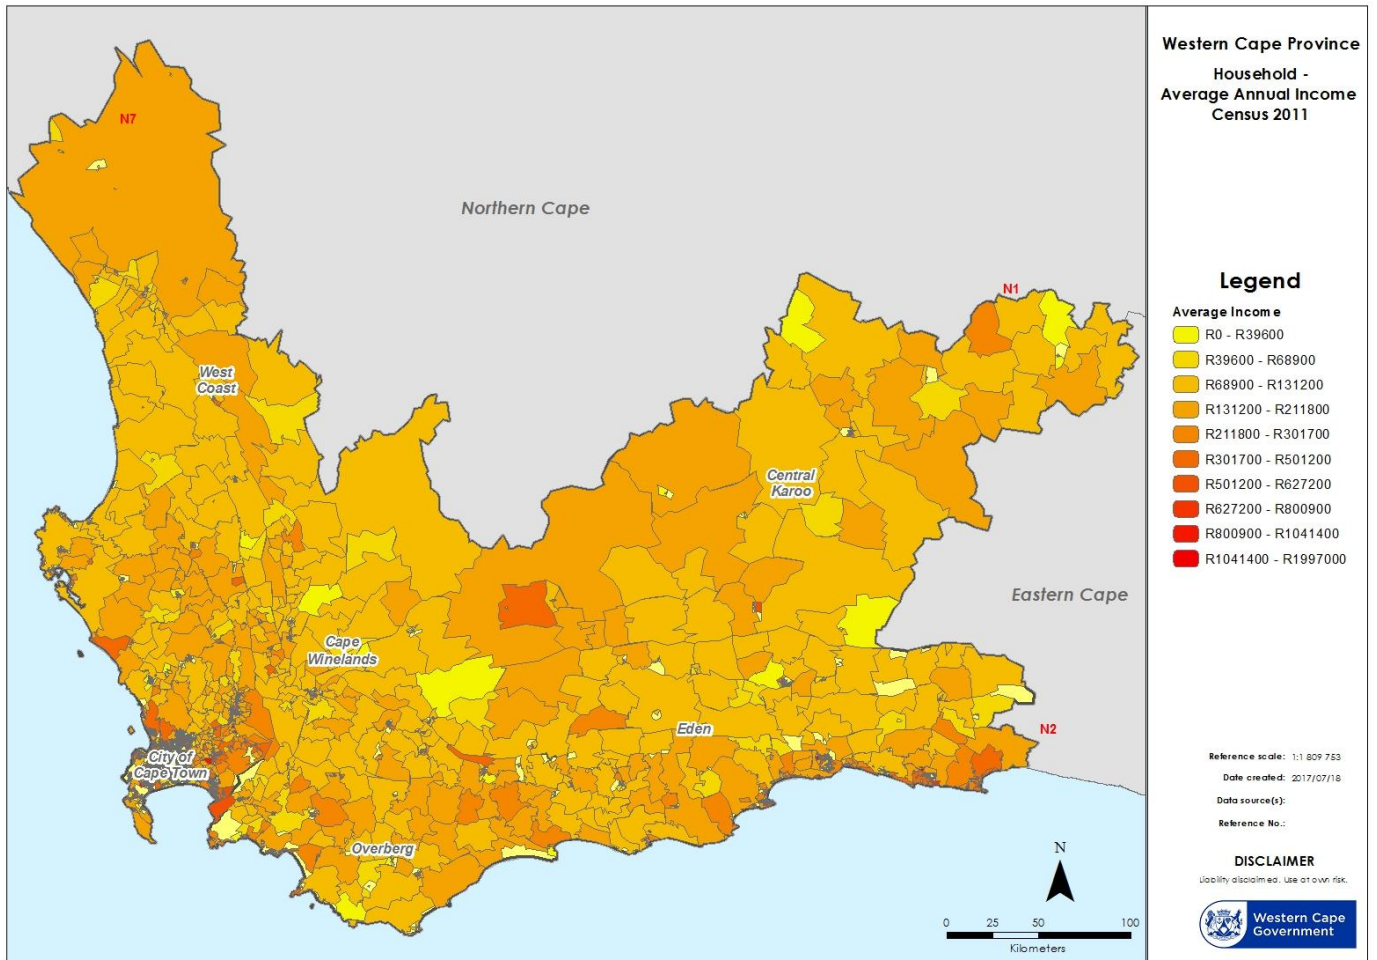 N7
Northern Cape
N1
West
Coast
Central
Karoo
Eastern Cape
Cape
Winelands
Eden
N2
City of
Cape Town
Overberg
N
0 25 50 100
Kilometers
Western Cape Province
Household -
Average Annual Income
Census 2011
Legend
Average Income
R0 - R39600
R39600 - R68900
R68900 - R131200
R131200 - R211800
R211800 - R301700
R301700 - R501200
R501200 - R627200
R627200 - R800900
R800900 - R1041400
R1041400 - R1997000
Reference scale: 1:1 809 753
Date created: 2017/07/18
Data source(s):
Reference No.:
DISCLAIMER
Liability disclaimed. Use at own risk.
Western Cape
Government